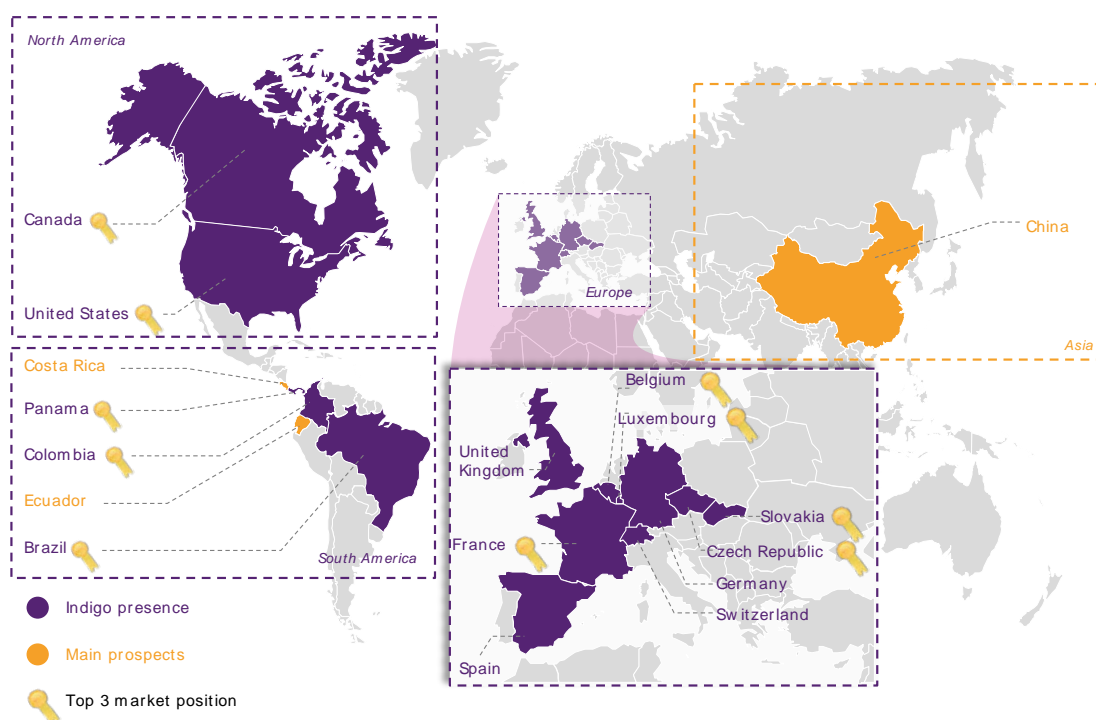 North America
Canada
United States
Costa Rica
Panama
Colombia
Ecuador
Brazil
South America
Europe
China
Asia
Belgium
Luxembourg
United
Kingdom
Slovakia
France
Czech Republic
Germany
Switzerland
Spain
Indigo presence
Main prospects
Top 3 market position